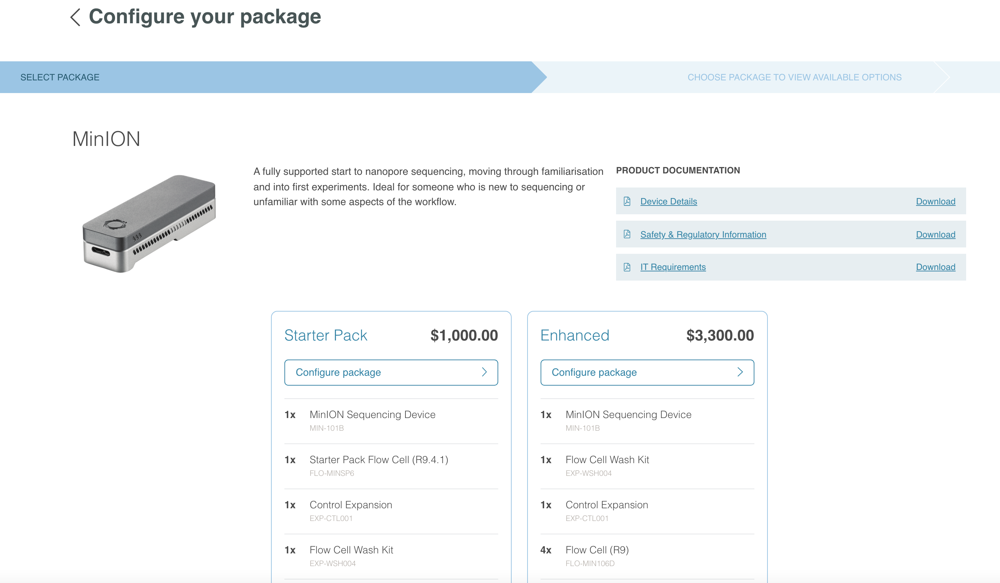 Configure your package
SELECT PACKAGE
CHOOSE PACKAGE TO VIEW AVAILABLE OPTIONS
MinION
A fully supported start to nanopore sequencing, moving through familiarisation
and into first experiments. Ideal for someone who is new to sequencing or
unfamiliar with some aspects of the workflow.
PRODUCT DOCUMENTATION
Device Details Download
Safety & Regulatory Information Download
IT Requirements Download
Starter Pack $1,000.00
Configure package
1x MinION Sequencing Device
MIN-101B
1x Starter Pack Flow Cell (R9.4.1)
FLO-MINSP6
1x Control Expansion
EXP-CTL001
1x Flow Cell Wash Kit
EXP-WSH004
Enhanced $3,300.00
Configure package
1x MinION Sequencing Device
MIN-101B
1x Flow Cell Wash Kit
EXP-WSH004
1x Control Expansion
EXP-CTL001
4x Flow Cell (R9)
FLO-MIN106D